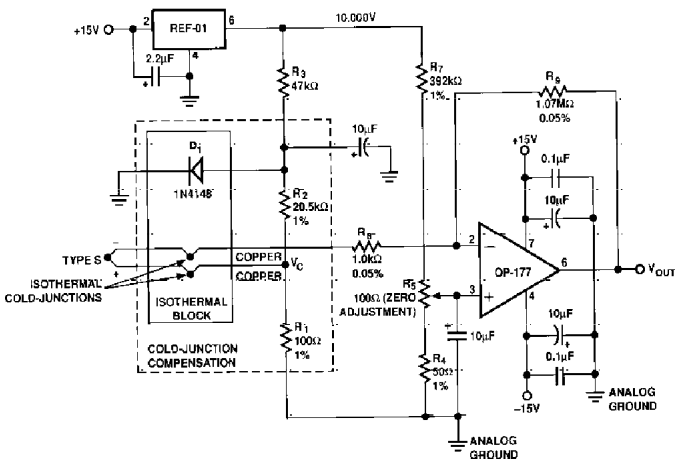 +15V
2
REF-01
6
10.000V
4
2.2µF
+
R3
47kΩ
R7
392kΩ
1%
R9
1.07MΩ
0.05%
10µF
+
+15V
0.1µF
10µF
+
D1
1N4148
R2
20.5kΩ
1%
TYPE S
−
+
COPPER
COPPER
VC
R8
1.0kΩ
0.05%
2
−
7
OP-177
6
VOUT
3
+
4
ISOTHERMAL
COLD-JUNCTIONS
ISOTHERMAL
BLOCK
R5
100Ω (ZERO
ADJUSTMENT)
+
10µF
R1
100Ω
1%
R4
50Ω
1%
10µF
+
0.1µF
−15V
COLD-JUNCTION
COMPENSATION
ANALOG
GROUND
ANALOG
GROUND